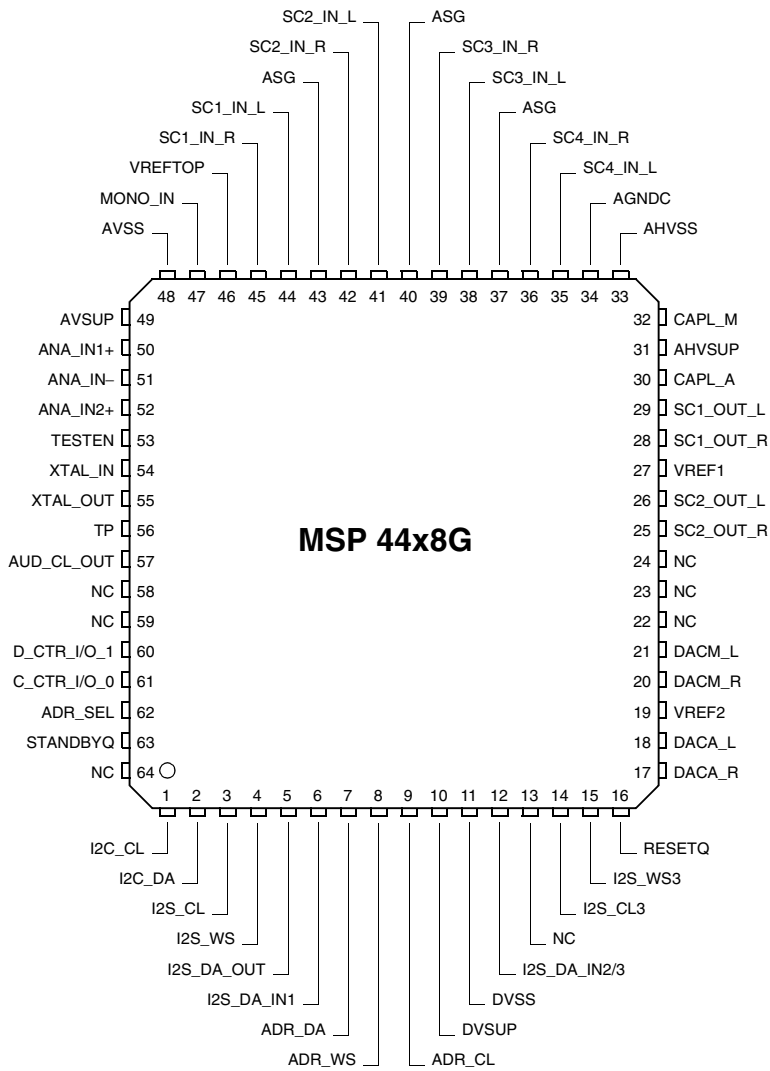 SC2_IN_L ASG
SC2_IN_R SC3_IN_R
ASG SC3_IN_L
SC1_IN_L ASG
SC1_IN_R SC4_IN_R
VREFTOP SC4_IN_L
MONO_IN AGNDC
AVSS AHVSS
48 47 46 45 44 43 42 41 40 39 38 37 36 35 34 33
AVSUP 49 32 CAPL_M
ANA_IN1+ 50 31 AHVSUP
ANA_IN− 51 30 CAPL_A
ANA_IN2+ 52 29 SC1_OUT_L
TESTEN 53 28 SC1_OUT_R
XTAL_IN 54 27 VREF1
XTAL_OUT 55 26 SC2_OUT_L
TP 56 25 SC2_OUT_R
MSP 44x8G
AUD_CL_OUT 57 24 NC
NC 58 23 NC
NC 59 22 NC
D_CTR_I/O_1 60 21 DACM_L
C_CTR_I/O_0 61 20 DACM_R
ADR_SEL 62 19 VREF2
STANDBYQ 63 18 DACA_L
NC 64 17 DACA_R
1 2 3 4 5 6 7 8 9 10 11 12 13 14 15 16
I2C_CL RESETQ
I2C_DA I2S_WS3
I2S_CL I2S_CL3
I2S_WS NC
I2S_DA_OUT I2S_DA_IN2/3
I2S_DA_IN1 DVSS
ADR_DA DVSUP
ADR_WS ADR_CL